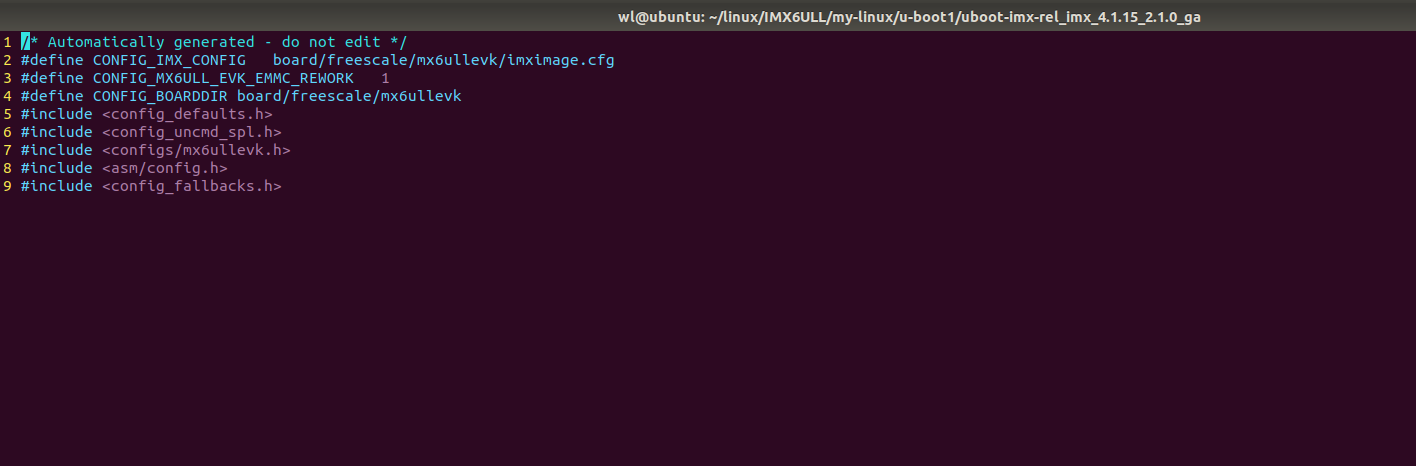 wl@ubuntu: ~/linux/IMX6ULL/my-linux/u-boot1/uboot-imx-rel_imx_4.1.15_2.1.0_ga
1 /* Automatically generated - do not edit */
2 #define CONFIG_IMX_CONFIG   board/freescale/mx6ullevk/imximage.cfg
3 #define CONFIG_MX6ULL_EVK_EMMC_REWORK   1
4 #define CONFIG_BOARDDIR board/freescale/mx6ullevk
5 #include <config_defaults.h>
6 #include <config_uncmd_spl.h>
7 #include <configs/mx6ullevk.h>
8 #include <asm/config.h>
9 #include <config_fallbacks.h>